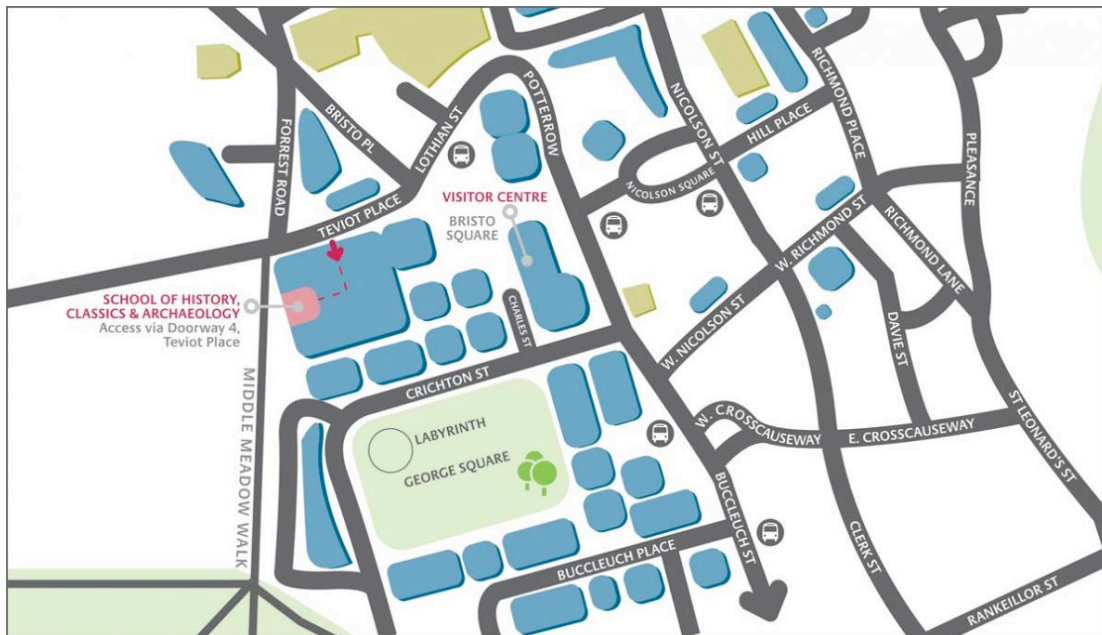 FORREST ROAD
BRISTO PL
LOTHIAN ST
POTTERROW
NICOLSON ST
HILL PLACE
RICHMOND PLACE
PLEASANCE
NICOLSON SQUARE
TEVIOT PLACE
VISITOR CENTRE
BRISTO
SQUARE
W. RICHMOND ST
RICHMOND LANE
SCHOOL OF HISTORY,
CLASSICS & ARCHAEOLOGY
Access via Doorway 4,
Teviot Place
CHARLES ST
W. NICOLSON ST
DAVIE ST
MIDDLE MEADOW WALK
CRICHTON ST
LABYRINTH
GEORGE SQUARE
W. CROSSCAUSEWAY
E. CROSSCAUSEWAY
ST LEONARD'S ST
BUCCLEUCH ST
BUCCLEUCH PLACE
CLERK ST
RANKEILLOR ST